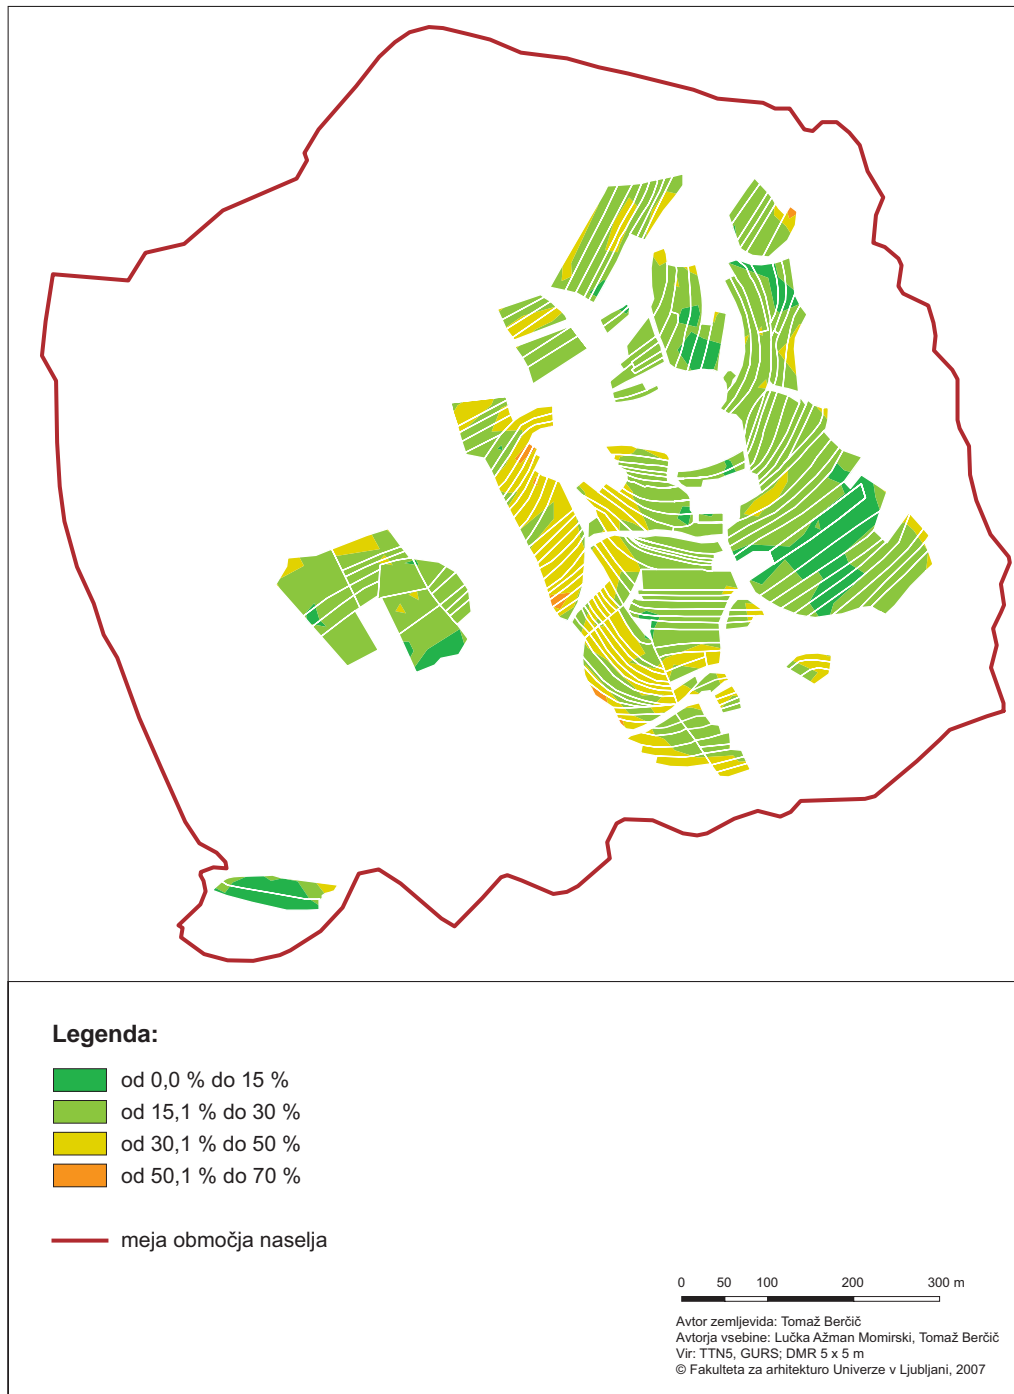 Legenda:
od 0,0 % do 15 %
od 15,1 % do 30 %
od 30,1 % do 50 %
od 50,1 % do 70 %
meja območja naselja
0 50 100 200 300 m
Avtor zemljevida: Tomaž Berčič
Avtorja vsebine: Lučka Ažman Momirski, Tomaž Berčič
Vir: TTN5, GURS; DMR 5 x 5 m
© Fakulteta za arhitekturo Univerze v Ljubljani, 2007